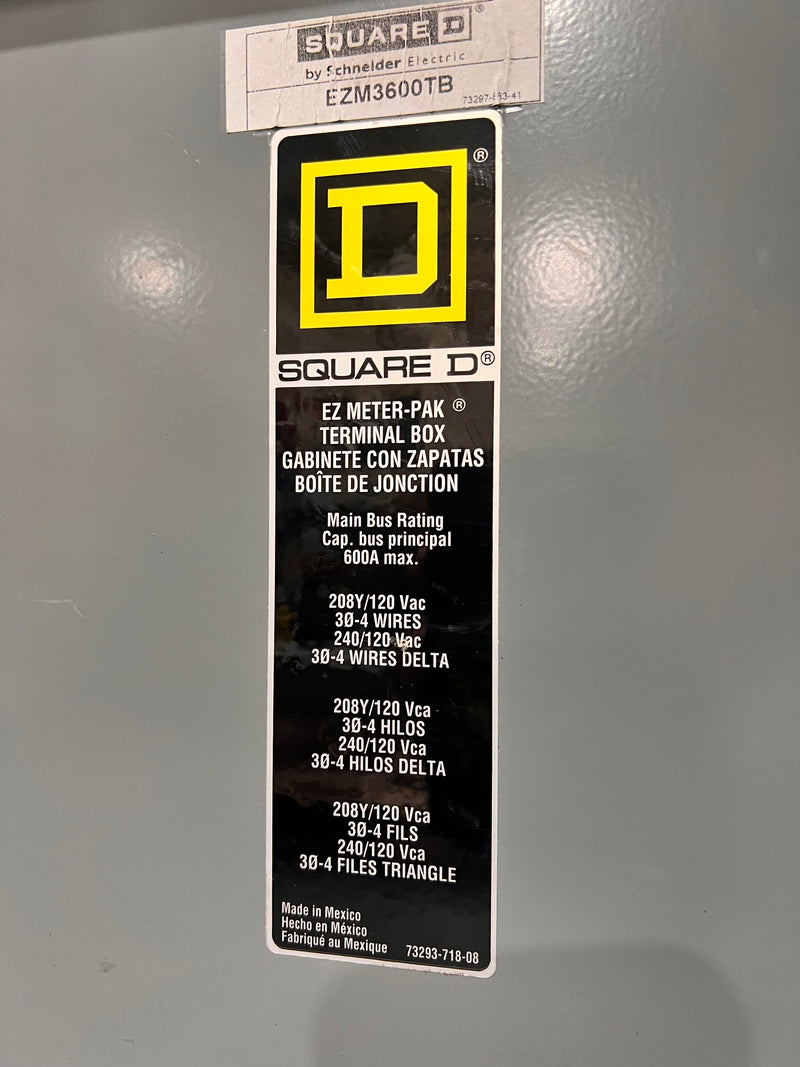 SQUARE D®
by Schneider Electric
EZM3600TB
D ®
SQUARE D®
EZ METER-PAK ®
TERMINAL BOX
GABINETE CON ZAPATAS
BOÎTE DE JONCTION
Main Bus Rating
Cap. bus principal
600A max.
208Y/120 Vac
3Ø-4 WIRES
240/120 Vac
3Ø-4 WIRES DELTA
208Y/120 Vca
3Ø-4 HILOS
240/120 Vca
3Ø-4 HILOS DELTA
208Y/120 Vca
3Ø-4 FILS
240/120 Vca
3Ø-4 FILES TRIANGLE
Made in Mexico
Hecho en México
Fabriqué au Mexique 73293-718-08